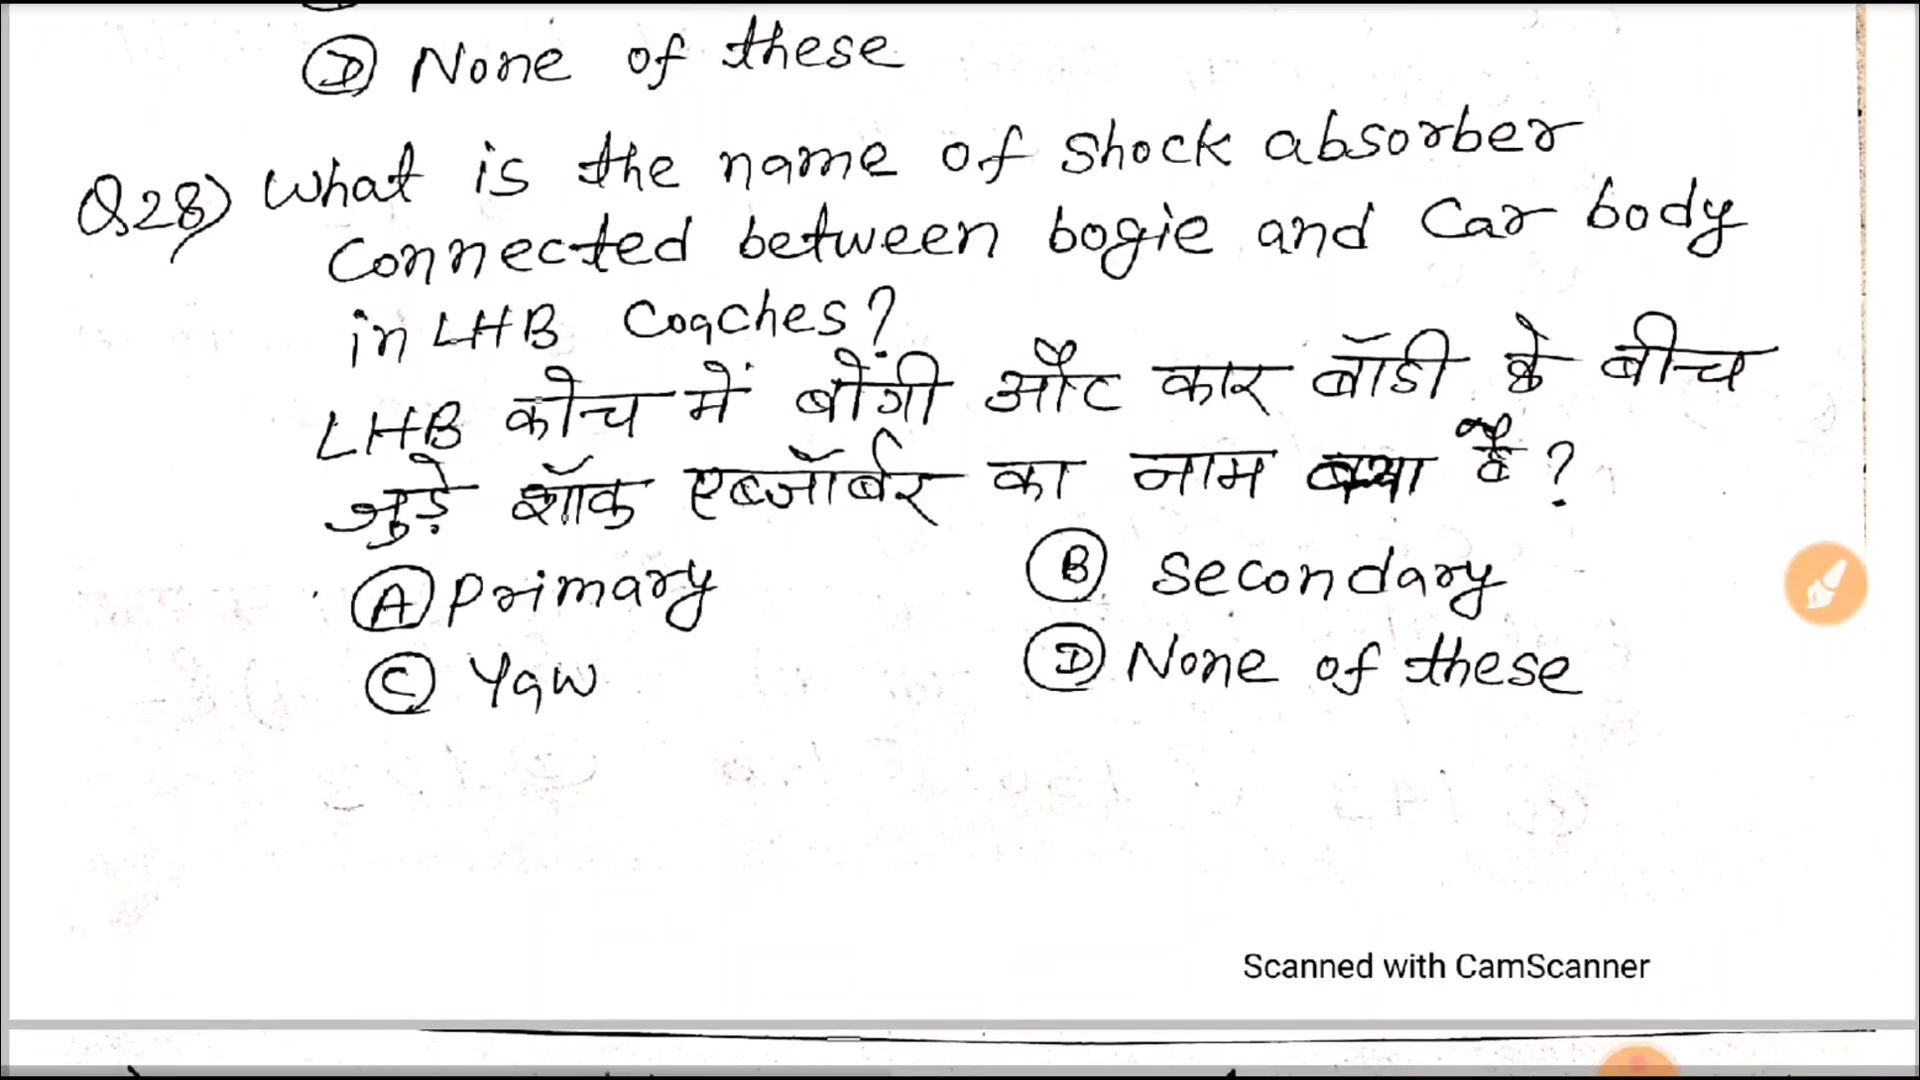 D None of these
Q28) What is the name of shock absorber
connected between bogie and Car body
in LHB Coaches?
LHB कोच में बोगी और कार बॉडी के बीच
जुड़े शॉक एब्जॉर्बर का नाम क्या है?
A Primary B Secondary
C Yaw D None of these
Scanned with CamScanner